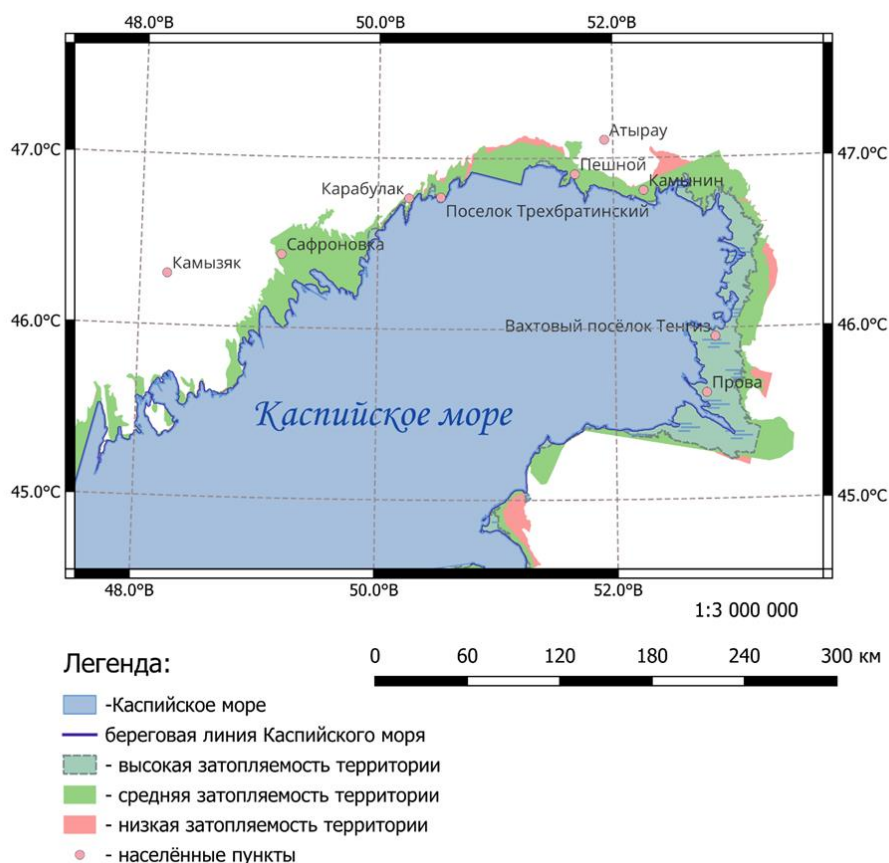 48.0°В 50.0°В 52.0°В
Атырау
47.0°С 47.0°С
Пешной
Камынин
Карабулак
Поселок Трехбратинский
Сафроновка
Камызяк
46.0°С Вахтовый посёлок Тенгиз 46.0°С
Прова
Каспийское море
45.0°С 45.0°С
48.0°В 50.0°В 52.0°В
1:3 000 000
Легенда:
0 60 120 180 240 300 км
-Каспийское море
береговая линия Каспийского моря
- высокая затопляемость территории
- средняя затопляемость территории
- низкая затопляемость территории
- населённые пункты